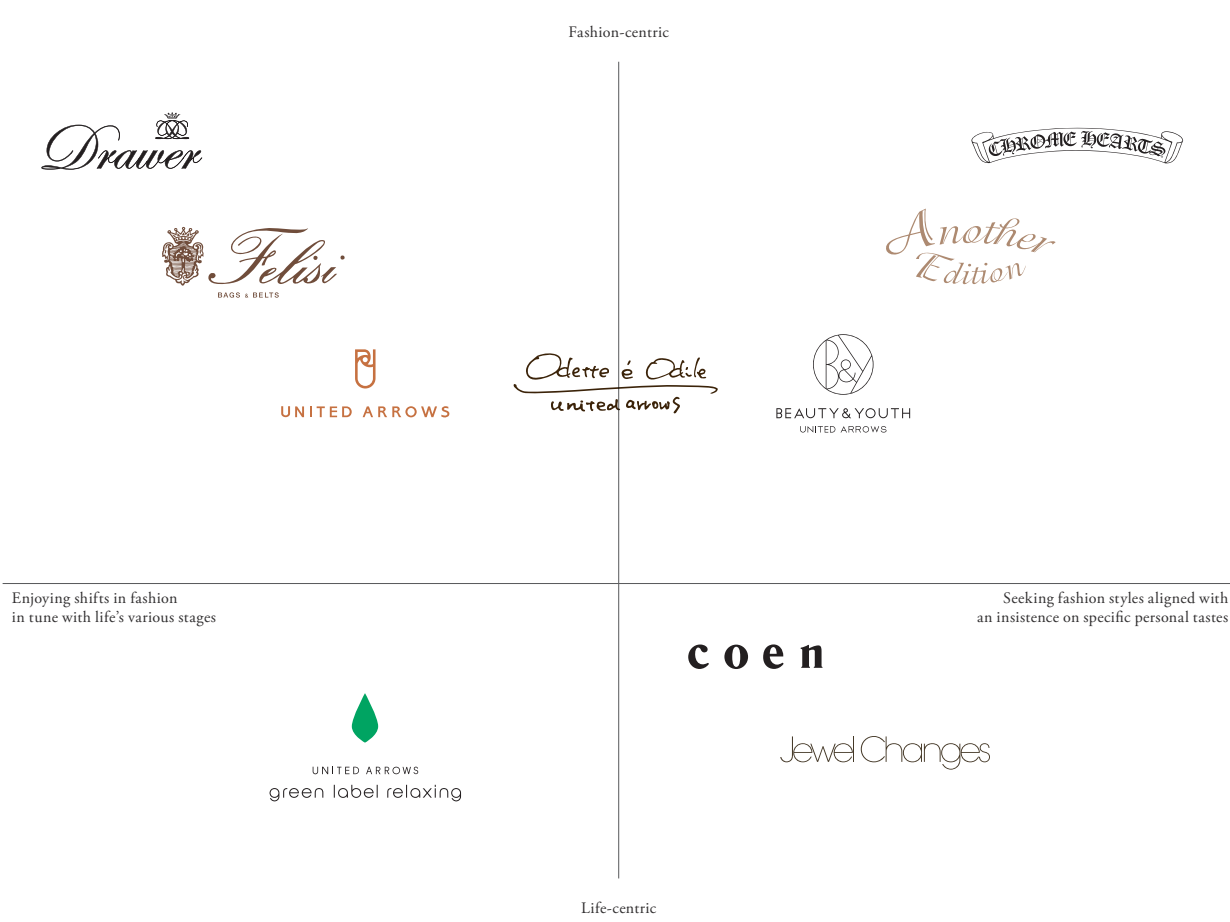 Fashion-centric
Drawer
CHROME HEARTS
Another
Edition
Felisi
BAGS & BELTS
UNITED ARROWS
Odette é Odile
united arrows
B&Y
BEAUTY & YOUTH
UNITED ARROWS
Enjoying shifts in fashion
in tune with life’s various stages
Seeking fashion styles aligned with
an insistence on specific personal tastes
coen
Jewel Changes
UNITED ARROWS
green label relaxing
Life-centric